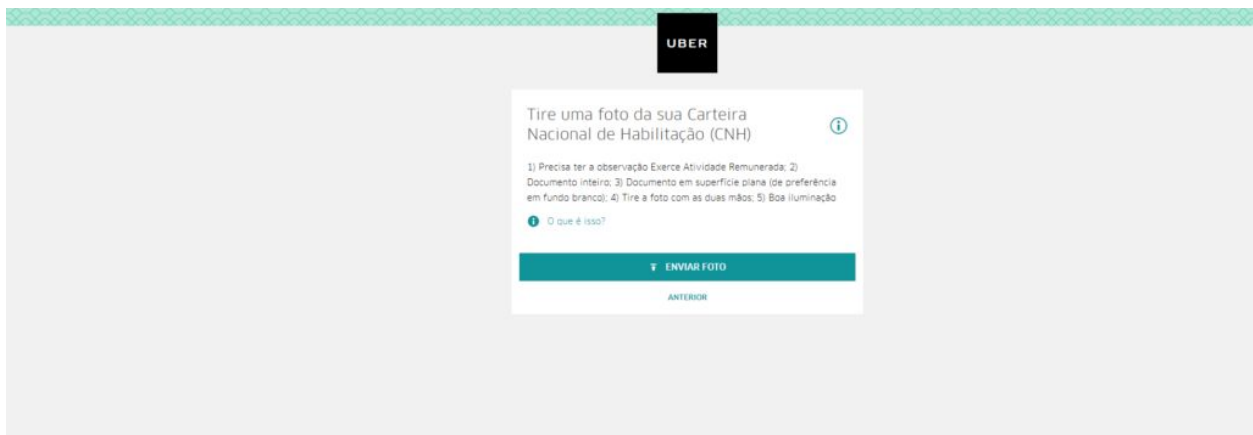 UBER
Tire uma foto da sua Carteira
Nacional de Habilitação (CNH)
1) Precisa ter a observação Exerce Atividade Remunerada; 2)
Documento inteiro; 3) Documento em superfície plana (de preferência
em fundo branco); 4) Tire a foto com as duas mãos; 5) Boa iluminação
O que é isso?
ENVIAR FOTO
ANTERIOR